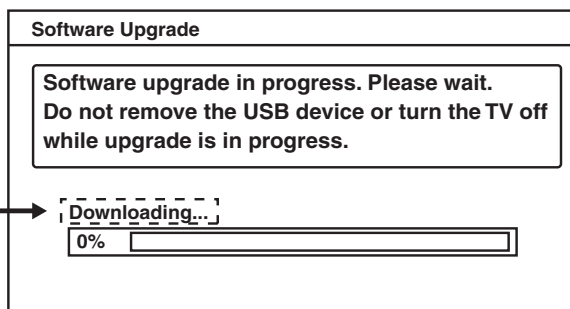 Software Upgrade
Software upgrade in progress. Please wait.
Do not remove the USB device or turn the TV off
while upgrade is in progress.
Downloading...
0%